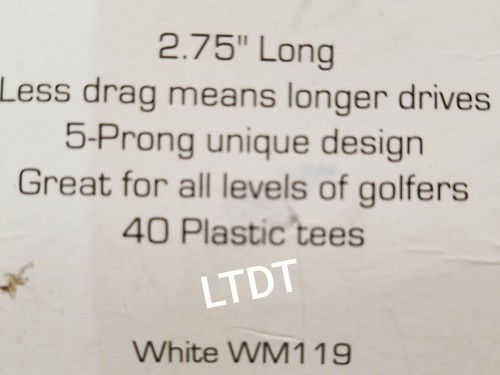 2.75" Long
Less drag means longer drives
5-Prong unique design
Great for all levels of golfers
40 Plastic tees
LTDT
White WM119